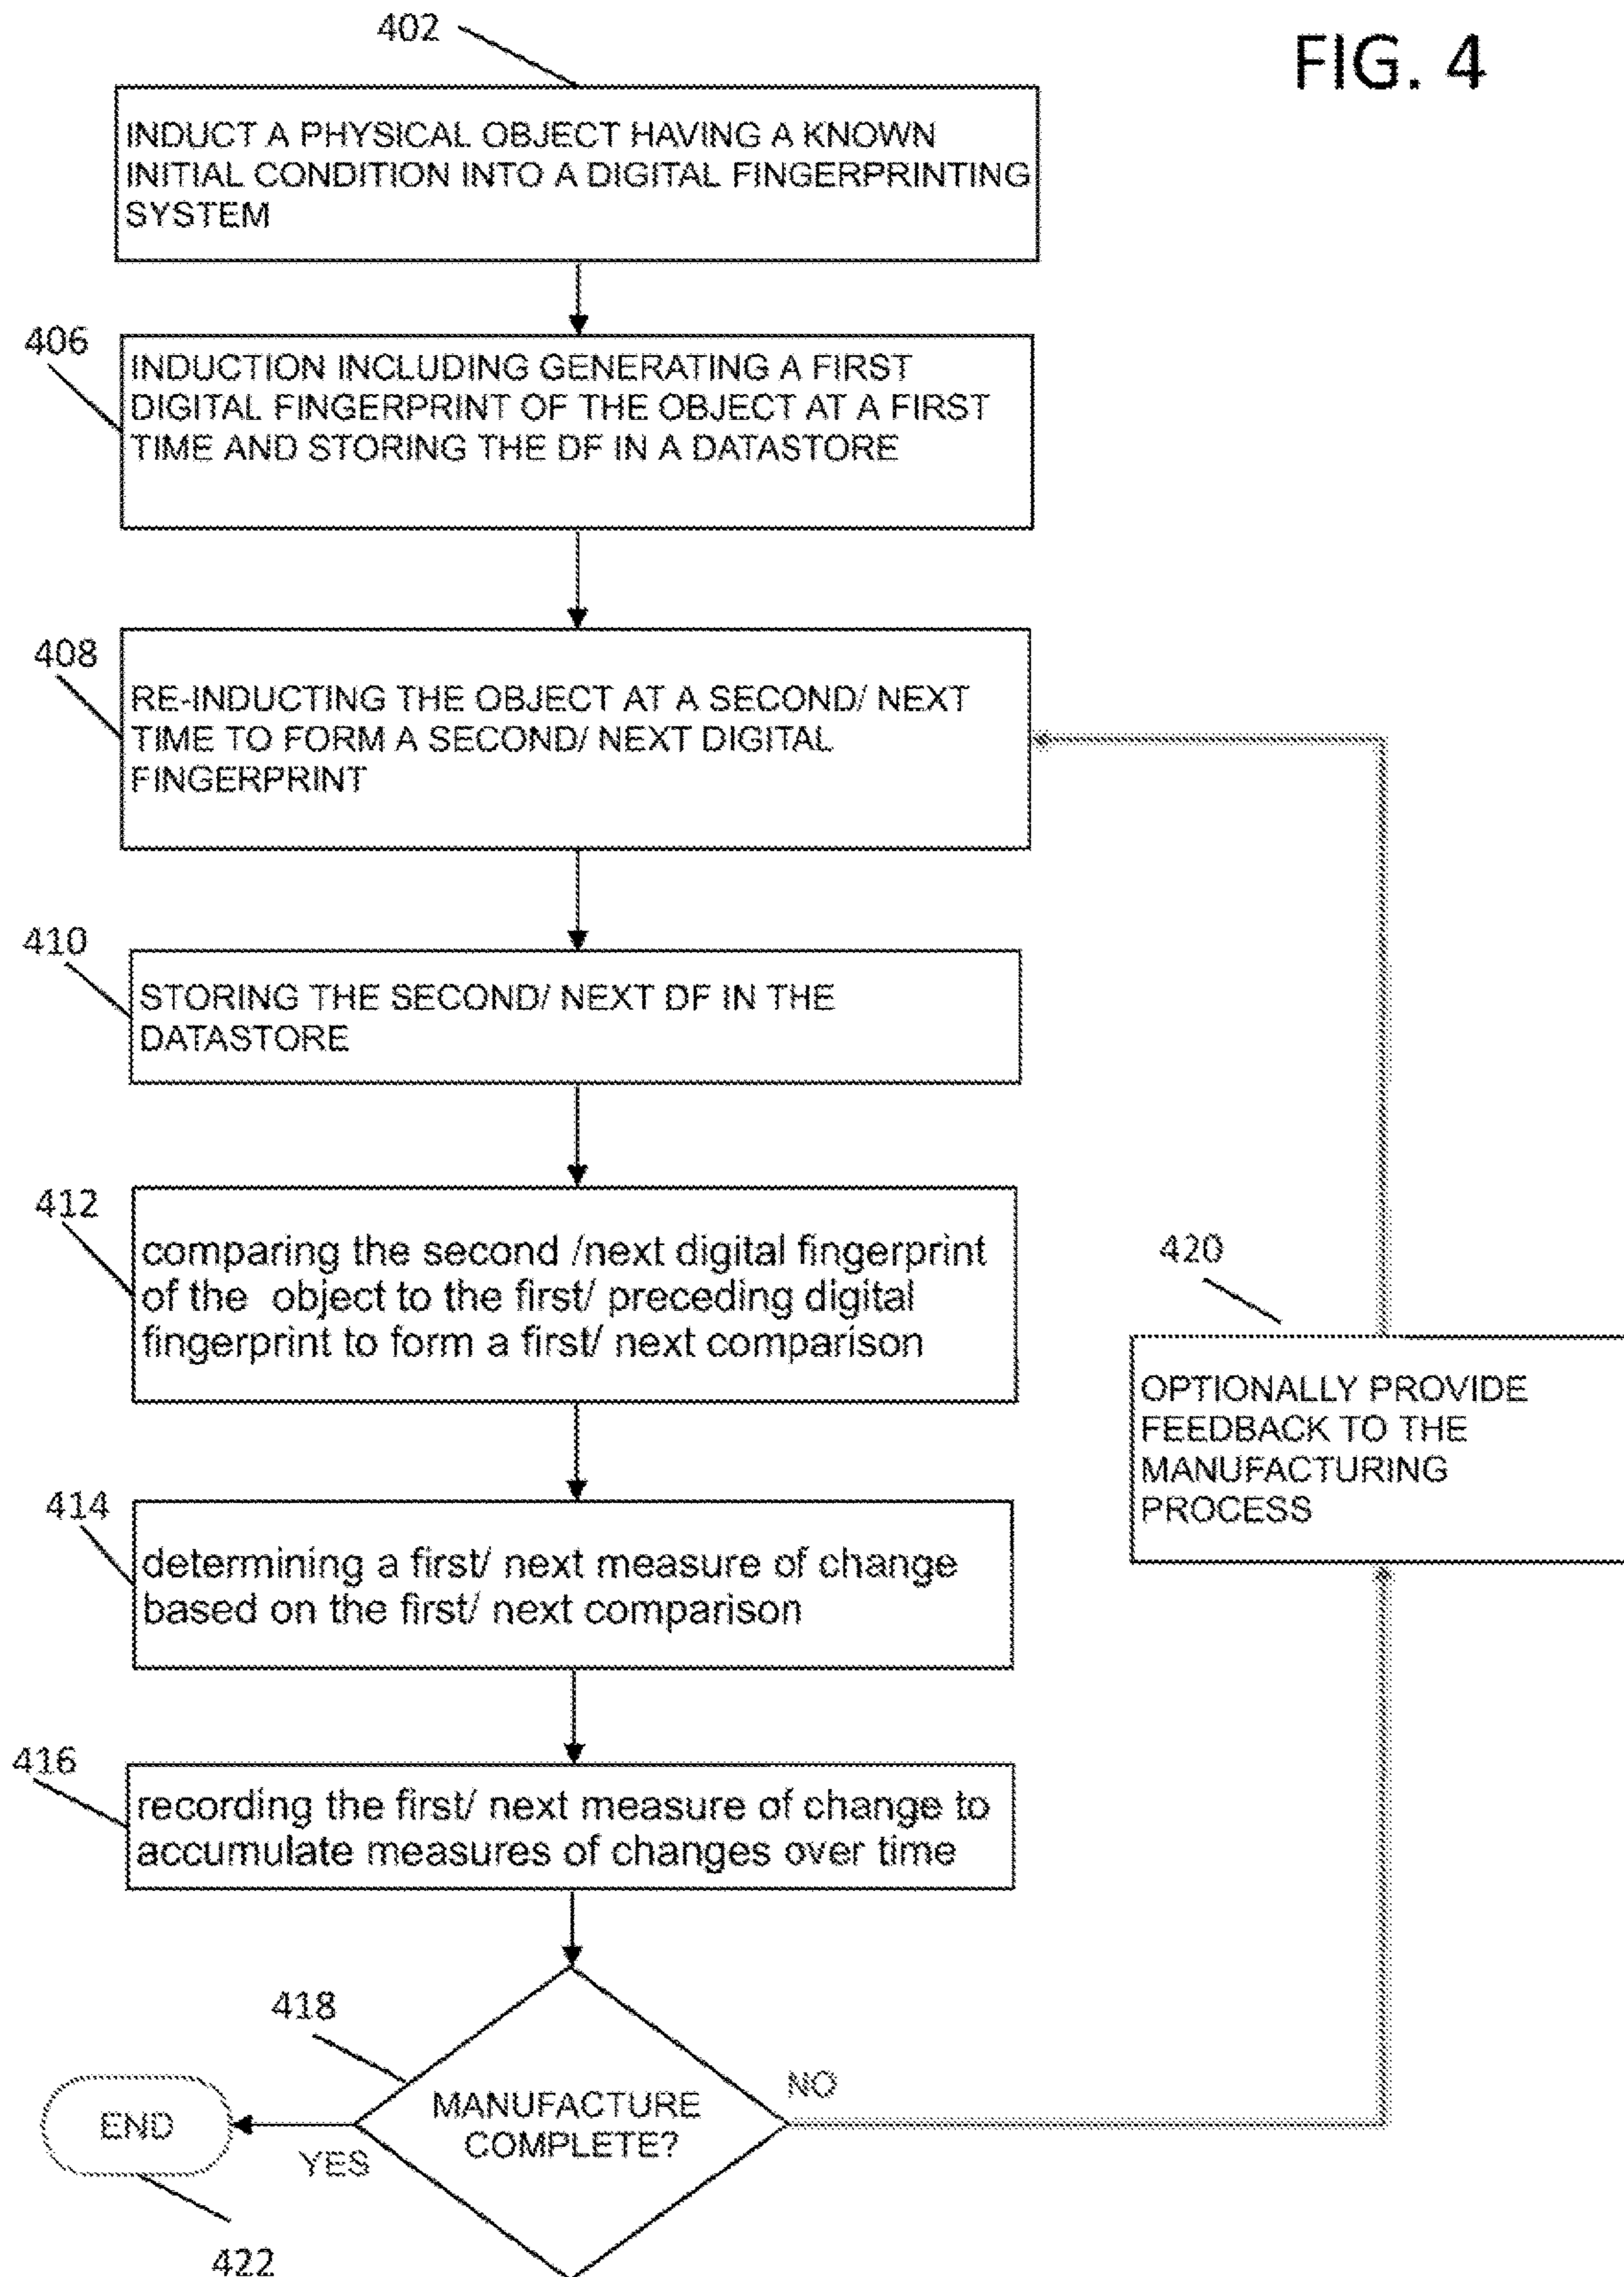 FIG. 4
402
INDUCT A PHYSICAL OBJECT HAVING A KNOWN
INITIAL CONDITION INTO A DIGITAL FINGERPRINTING
SYSTEM
406
INDUCTION INCLUDING GENERATING A FIRST
DIGITAL FINGERPRINT OF THE OBJECT AT A FIRST
TIME AND STORING THE DF IN A DATASTORE
408
RE-INDUCTING THE OBJECT AT A SECOND/ NEXT
TIME TO FORM A SECOND/ NEXT DIGITAL
FINGERPRINT
410
STORING THE SECOND/ NEXT DF IN THE
DATASTORE
412
comparing the second /next digital fingerprint
of the object to the first/ preceding digital
fingerprint to form a first/ next comparison
420
OPTIONALLY PROVIDE
FEEDBACK TO THE
MANUFACTURING
PROCESS
414
determining a first/ next measure of change
based on the first/ next comparison
416
recording the first/ next measure of change to
accumulate measures of changes over time
418
MANUFACTURE
COMPLETE?
NO
YES
END
422